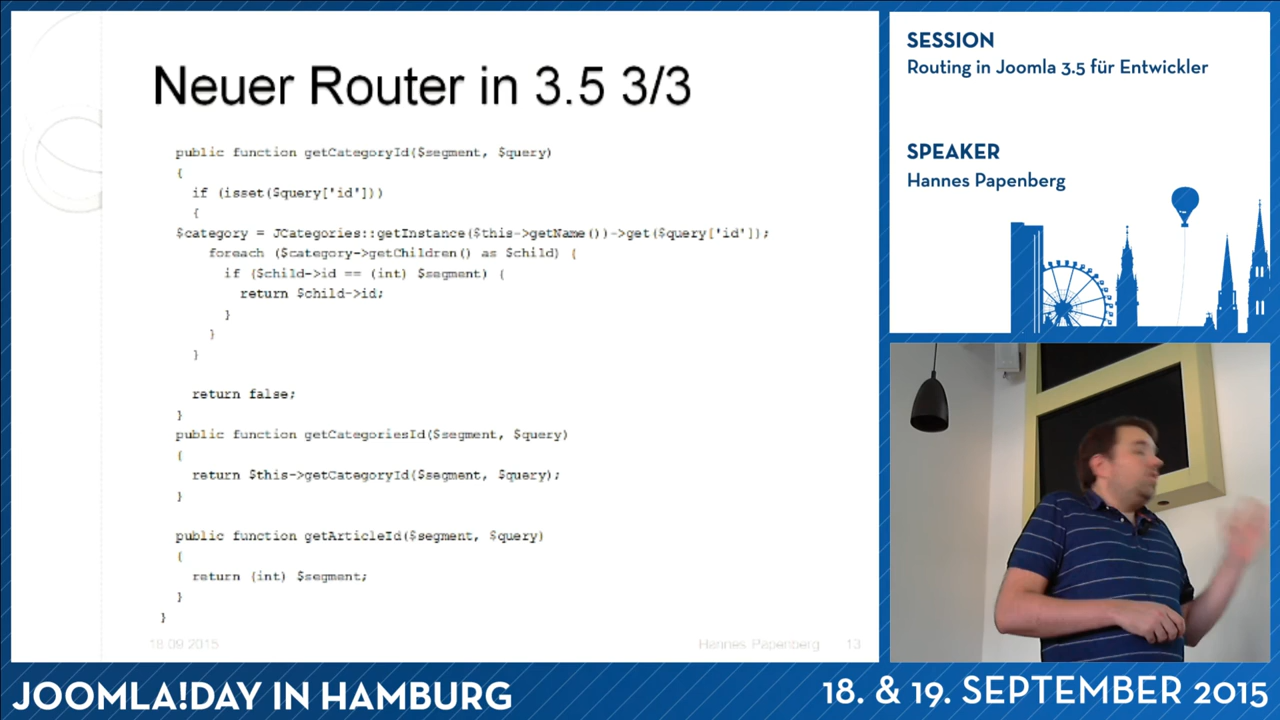 Neuer Router in 3.5 3/3
public function getCategoryId($segment, $query)
{
if (isset($query['id']))
{
$category = JCategories::getInstance($this->getName())->get($query['id']);
foreach ($category->getChildren() as $child) {
if ($child->id == (int) $segment) {
return $child->id;
}
}
}
return false;
}
public function getCategoriesId($segment, $query)
{
return $this->getCategoryId($segment, $query);
}
public function getArticleId($segment, $query)
{
return (int) $segment;
}
}
18.09.2015 Hannes Papenberg 13
SESSION
Routing in Joomla 3.5 für Entwickler
SPEAKER
Hannes Papenberg
JOOMLA!DAY IN HAMBURG
18. & 19. SEPTEMBER 2015